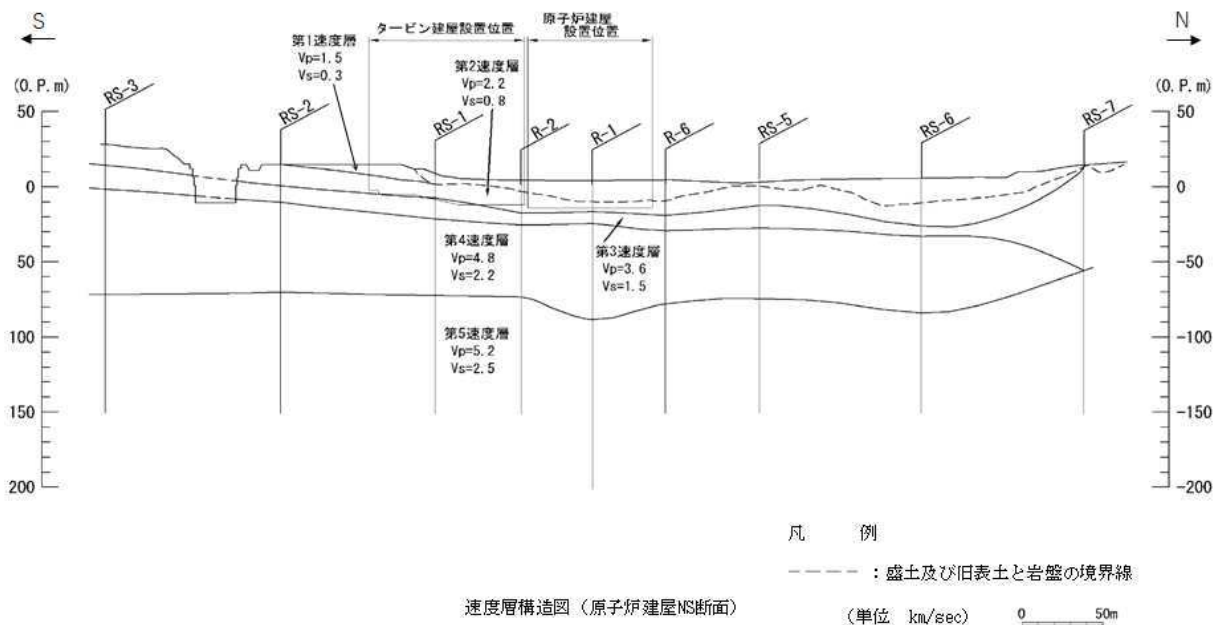 S
N
タービン建屋設置位置
原子炉建屋
設置位置
第1速度層
Vp=1.5
Vs=0.3
第2速度層
Vp=2.2
Vs=0.8
(O.P.m)
(O.P.m)
RS-3
RS-2
RS-1
R-2
R-1
R-6
RS-5
RS-6
RS-7
50
0
50
100
150
200
50
0
-50
-100
-150
-200
第4速度層
Vp=4.8
Vs=2.2
第3速度層
Vp=3.6
Vs=1.5
第5速度層
Vp=5.2
Vs=2.5
凡 例
:盛土及び旧表土と岩盤の境界線
速度層構造図(原子炉建屋NS断面)
(単位 km/sec)
0 50m